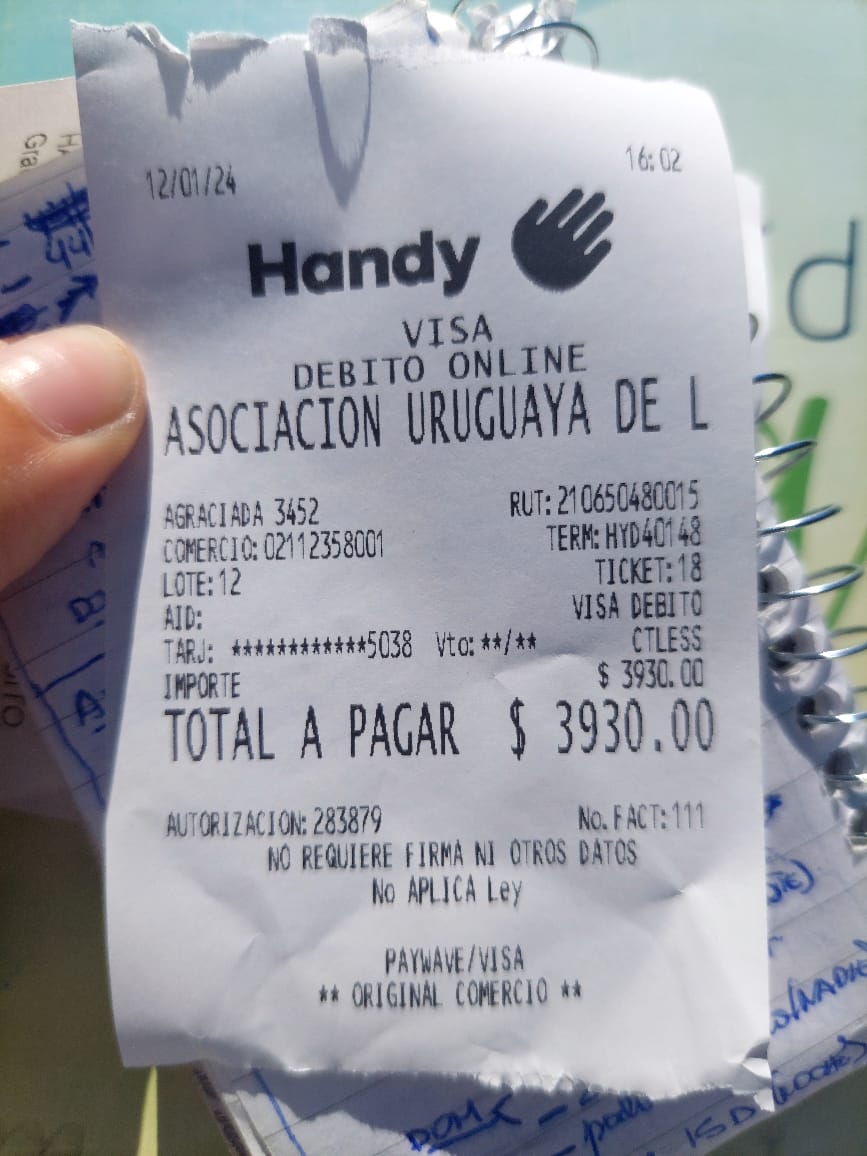 12/01/24 16:02
Handy
VISA
DEBITO ONLINE
ASOCIACION URUGUAYA DE L
AGRACIADA 3452 RUT: 210650480015
COMERCIO: 02112358001 TERM: HYD40148
LOTE: 12 TICKET: 18
AID: VISA DEBITO
TARJ: ************5038 Vto: **/** CTLESS
IMPORTE $ 3930.00
TOTAL A PAGAR $ 3930.00
AUTORIZACION: 283879 No. FACT: 111
NO REQUIERE FIRMA NI OTROS DATOS
No APLICA Ley
PAYWAVE/VISA
** ORIGINAL COMERCIO **